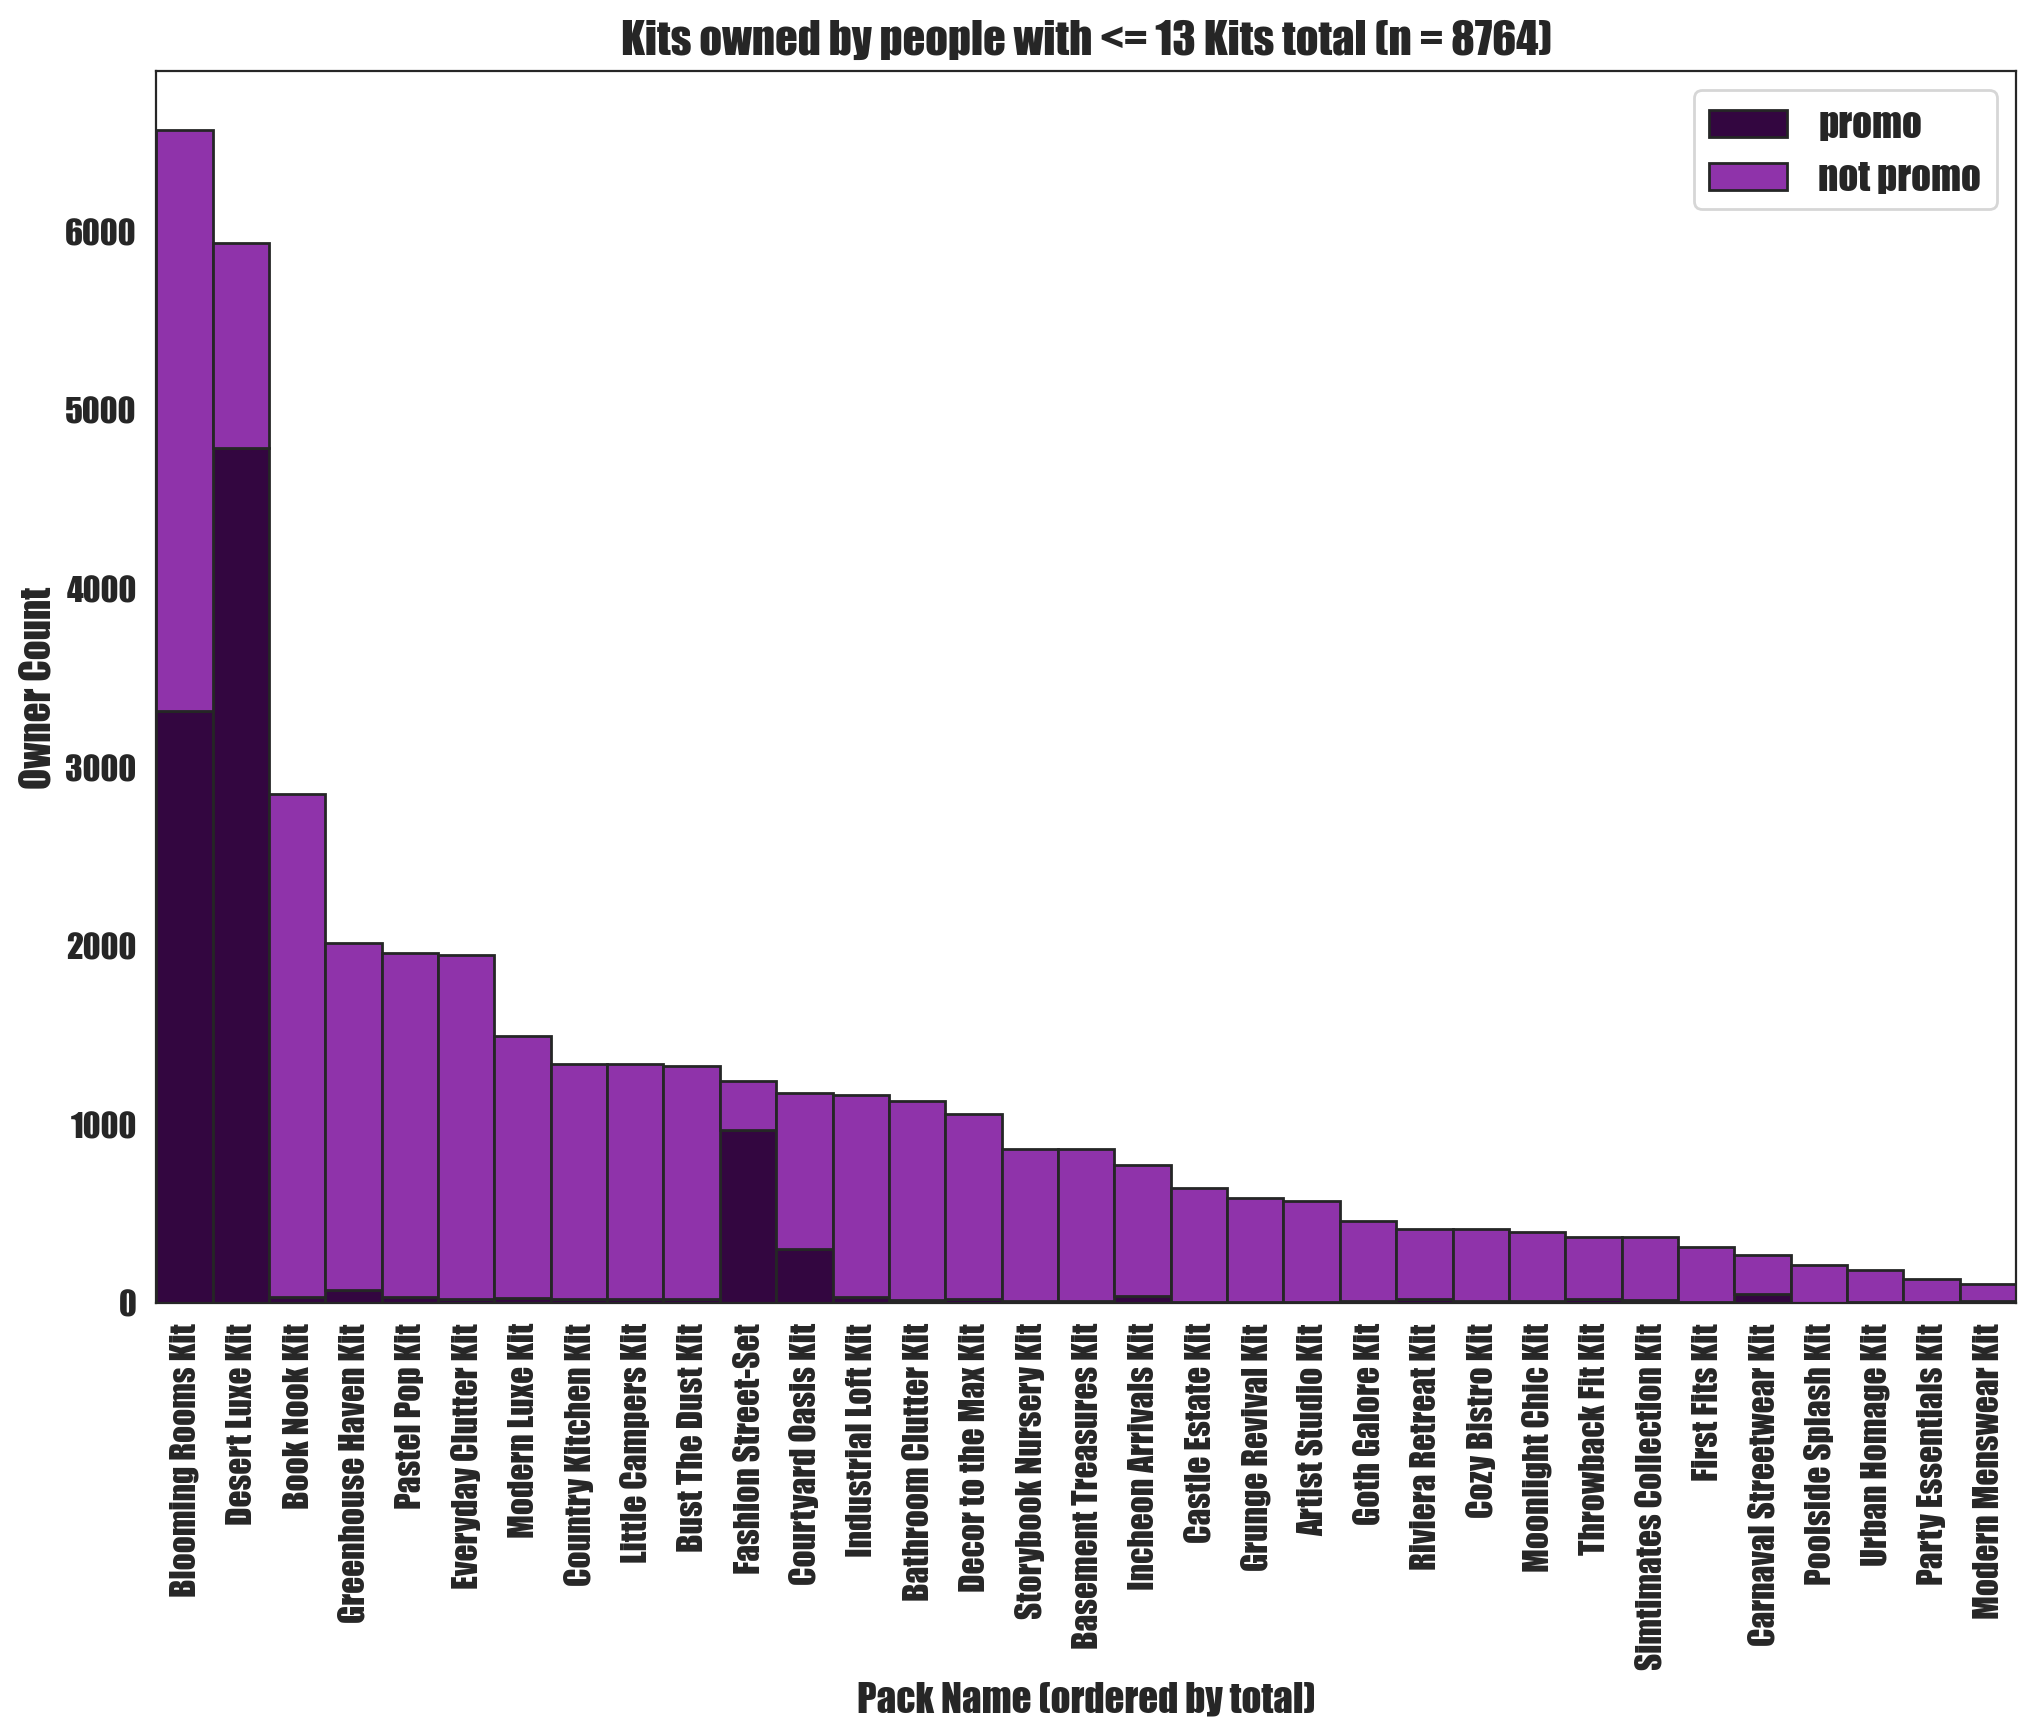 Kits owned by people with <= 13 Kits total (n = 8764)
promo
not promo
Owner Count
6000
5000
4000
3000
2000
1000
0
Blooming Rooms Kit
Desert Luxe Kit
Book Nook Kit
Greenhouse Haven Kit
Pastel Pop Kit
Everyday Clutter Kit
Modern Luxe Kit
Country Kitchen Kit
Little Campers Kit
Bust The Dust Kit
Fashion Street-Set
Courtyard Oasis Kit
Industrial Loft Kit
Bathroom Clutter Kit
Decor to the Max Kit
Storybook Nursery Kit
Basement Treasures Kit
Incheon Arrivals Kit
Castle Estate Kit
Grunge Revival Kit
Artist Studio Kit
Goth Galore Kit
Riviera Retreat Kit
Cozy Bistro Kit
Moonlight Chic Kit
Throwback Fit Kit
Simtimates Collection Kit
First Fits Kit
Carnaval Streetwear Kit
Poolside Splash Kit
Urban Homage Kit
Party Essentials Kit
Modern Menswear Kit
Pack Name (ordered by total)